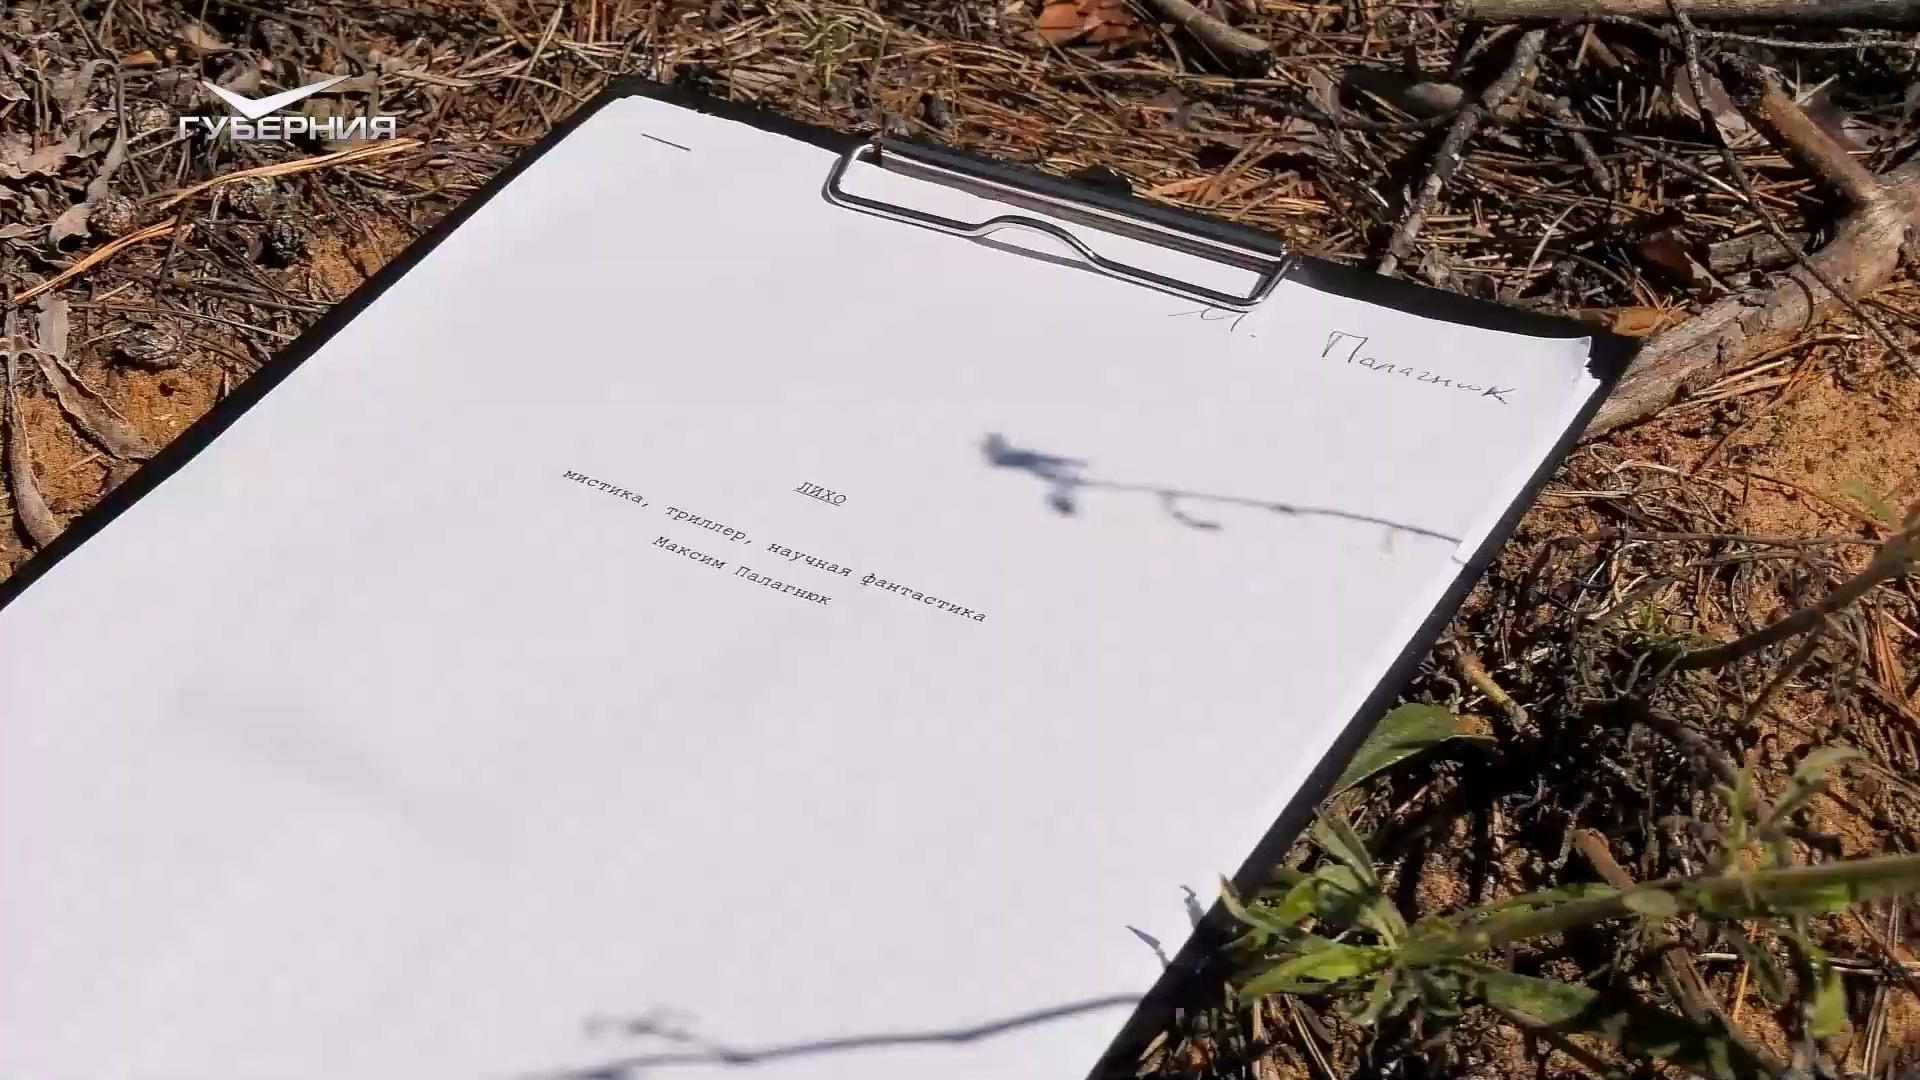 ГУБЕРНИЯ
М. Палагнюк
ЛИХО
мистика, триллер, научная фантастика
Максим Палагнюк